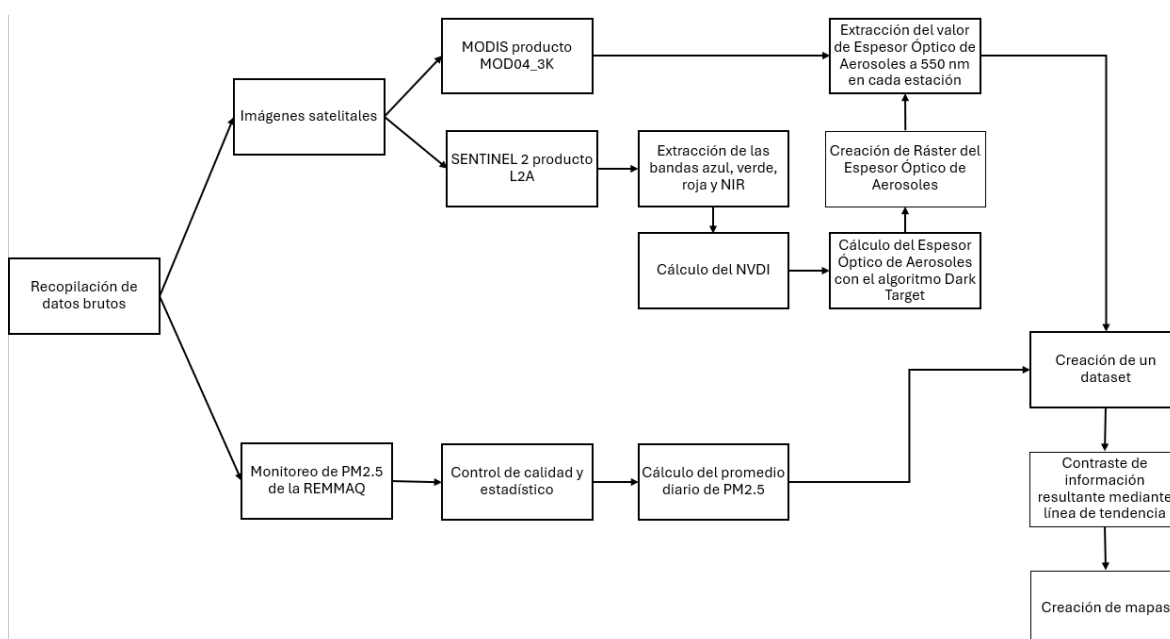 MODIS producto
MOD04_3K
Extracción del valor
de Espesor Óptico de
Aerosoles a 550 nm
en cada estación
Imágenes satelitales
SENTINEL 2 producto
L2A
Extracción de las
bandas azul, verde,
roja y NIR
Creación de Ráster del
Espesor Óptico de
Aerosoles
Recopilación de
datos brutos
Cálculo del NVDI
Cálculo del Espesor
Óptico de Aerosoles
con el algoritmo Dark
Target
Creación de un
dataset
Monitoreo de PM2.5
de la REMMAQ
Control de calidad y
estadístico
Cálculo del promedio
diario de PM2.5
Contraste de
información
resultante mediante
línea de tendencia
Creación de mapas